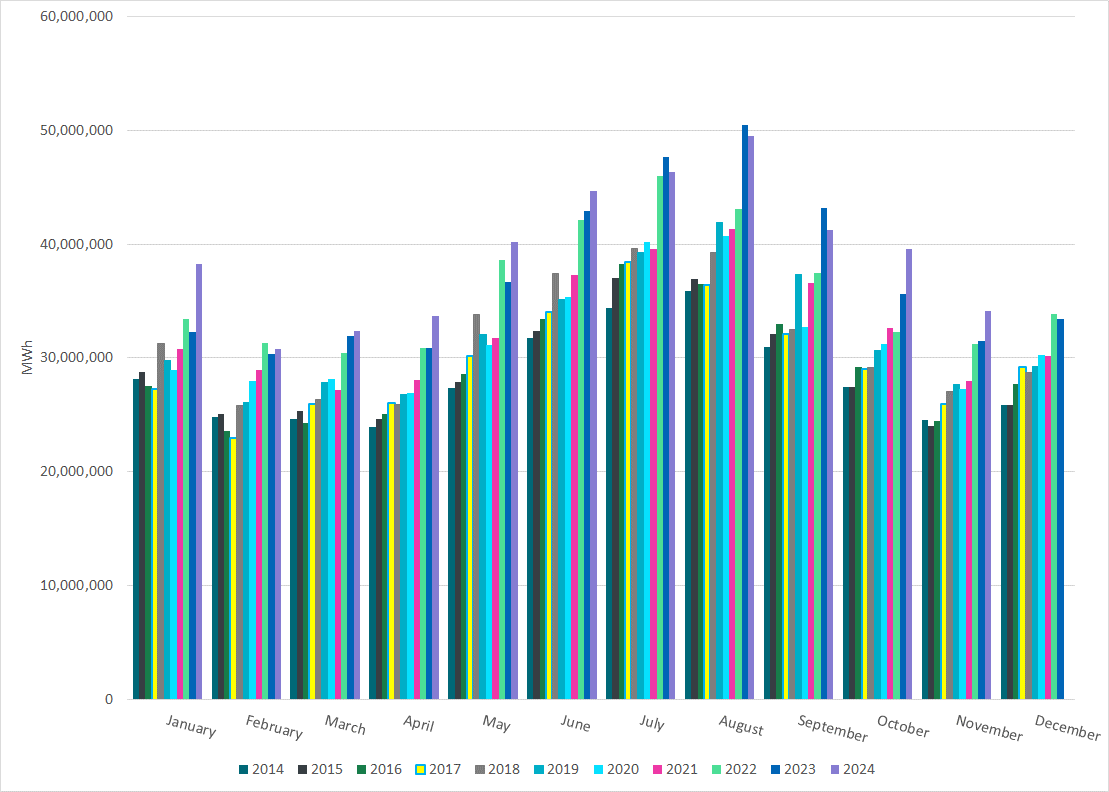 60,000,000
50,000,000
40,000,000
30,000,000
20,000,000
10,000,000
0
MWh
January February March April May June July August September October November December
2014 2015 2016 2017 2018 2019 2020 2021 2022 2023 2024